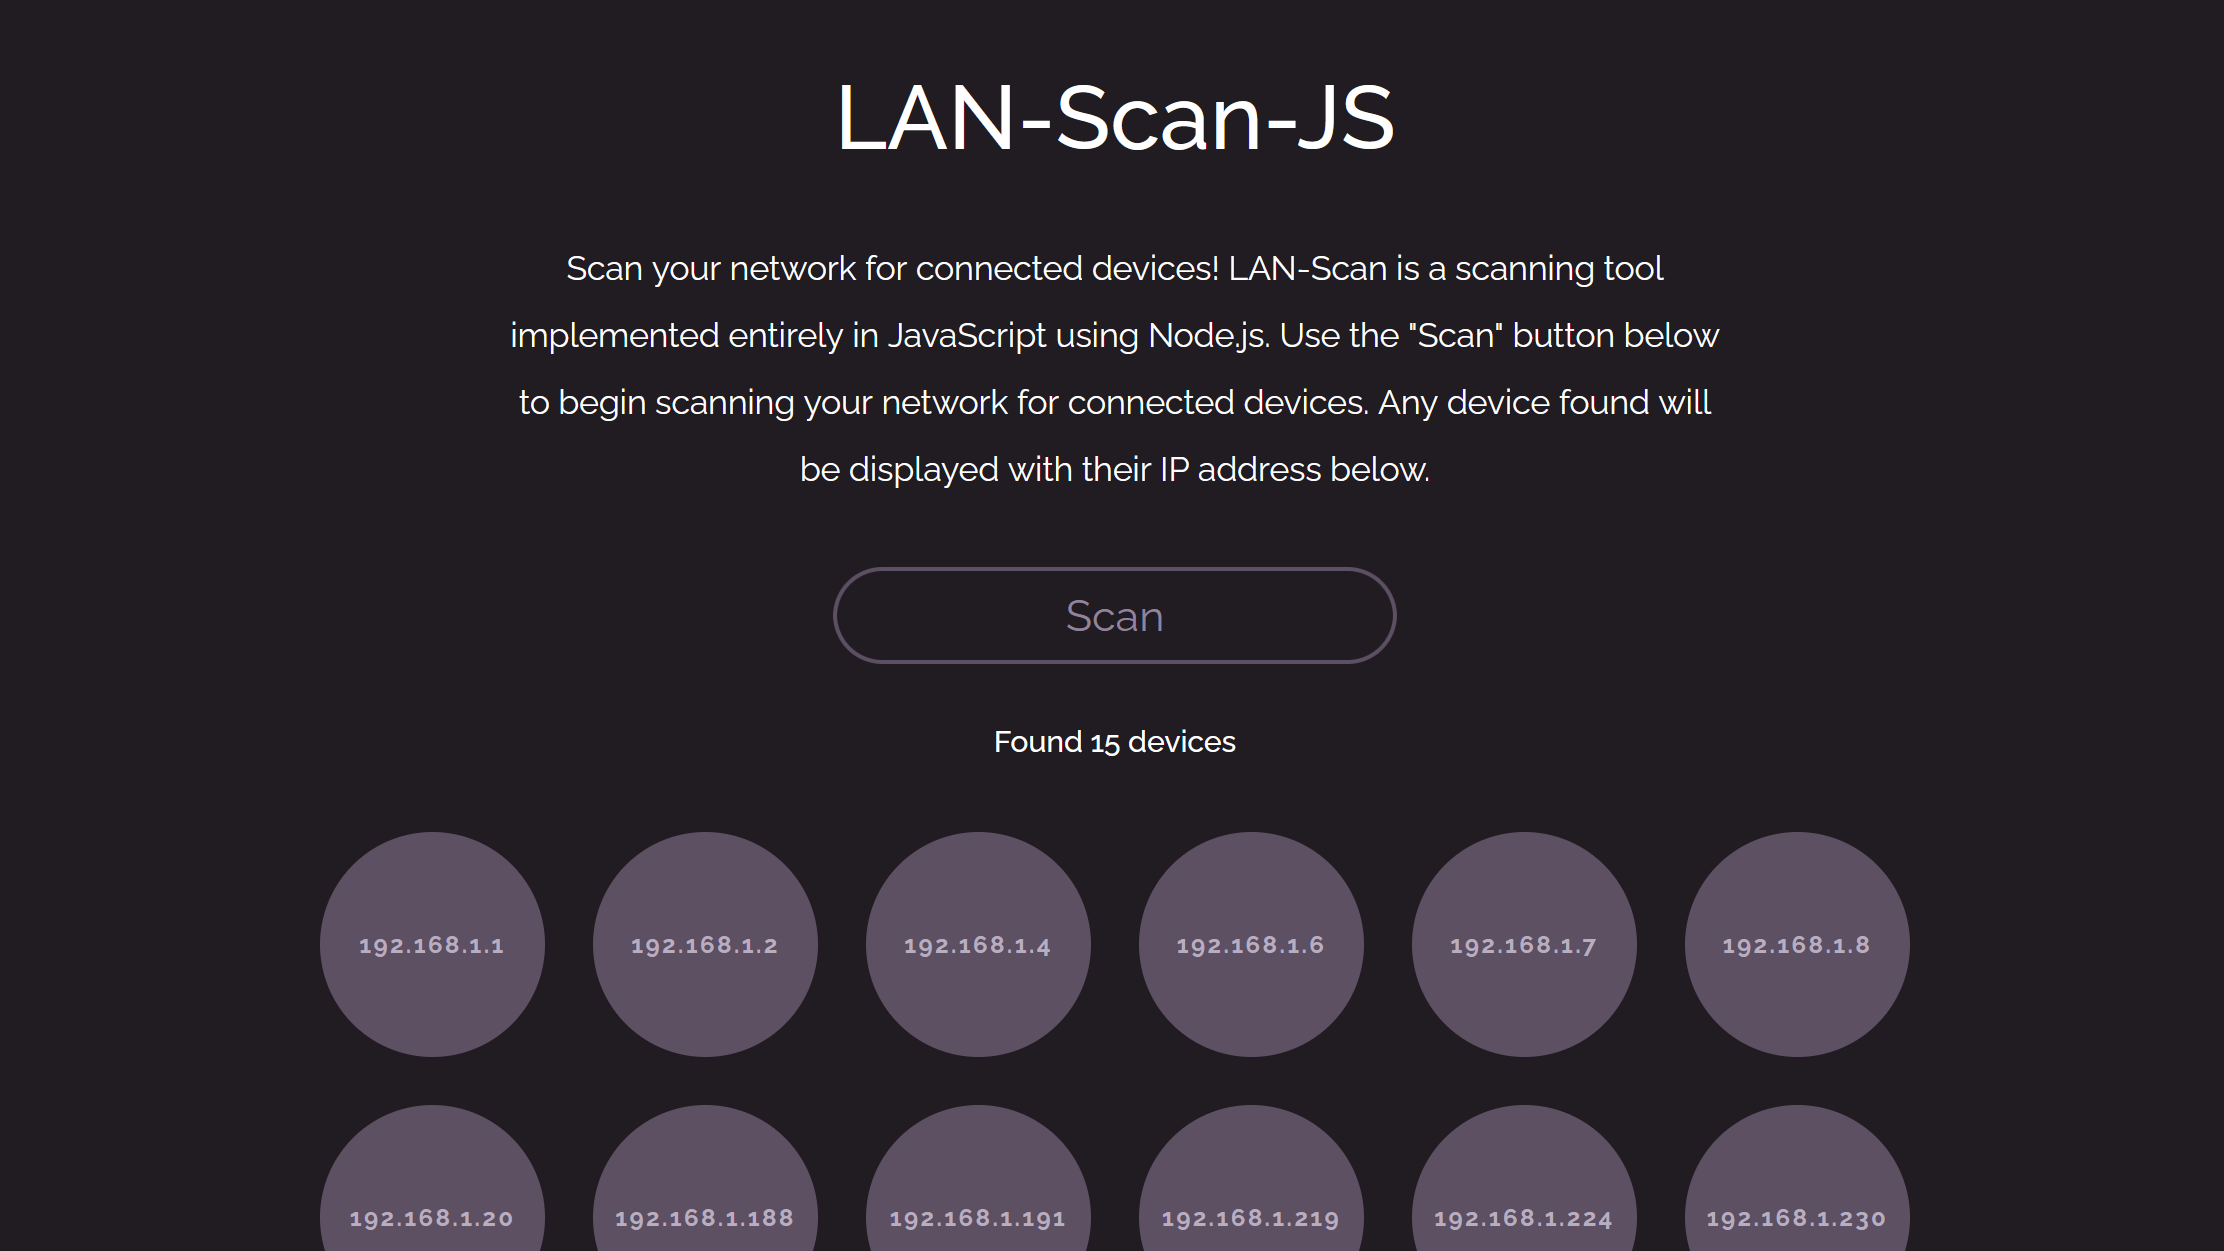 LAN-Scan-JS
Scan your network for connected devices! LAN-Scan is a scanning tool
implemented entirely in JavaScript using Node.js. Use the "Scan" button below
to begin scanning your network for connected devices. Any device found will
be displayed with their IP address below.
Scan
Found 15 devices
192.168.1.1 192.168.1.2 192.168.1.4 192.168.1.6 192.168.1.7 192.168.1.8
192.168.1.20 192.168.1.188 192.168.1.191 192.168.1.219 192.168.1.224 192.168.1.230